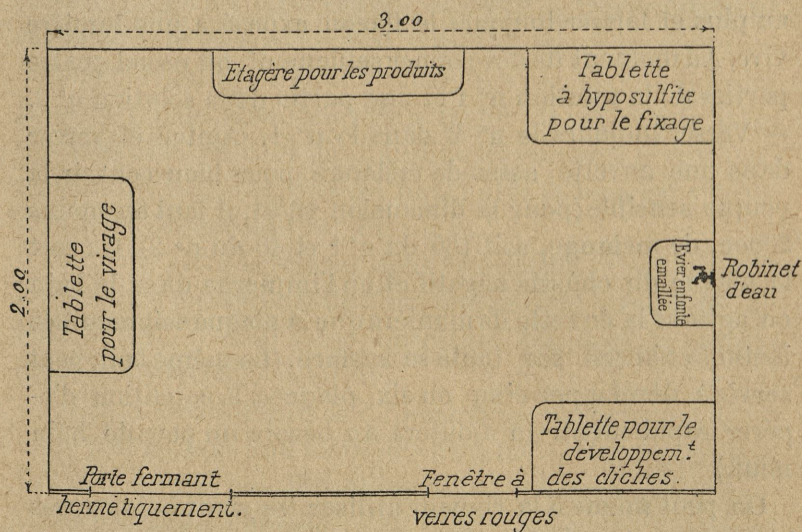 3.00
Etagère pour les produits
Tablette
à hyposulfite
pour le fixage
2.00
Tablette
pour le virage
Evier en fonte
emaillée
Robinet
d'eau
Tablette pour le
développem.t
des clichés.
Porte fermant
hermétiquement.
Fenêtre à
verres rouges